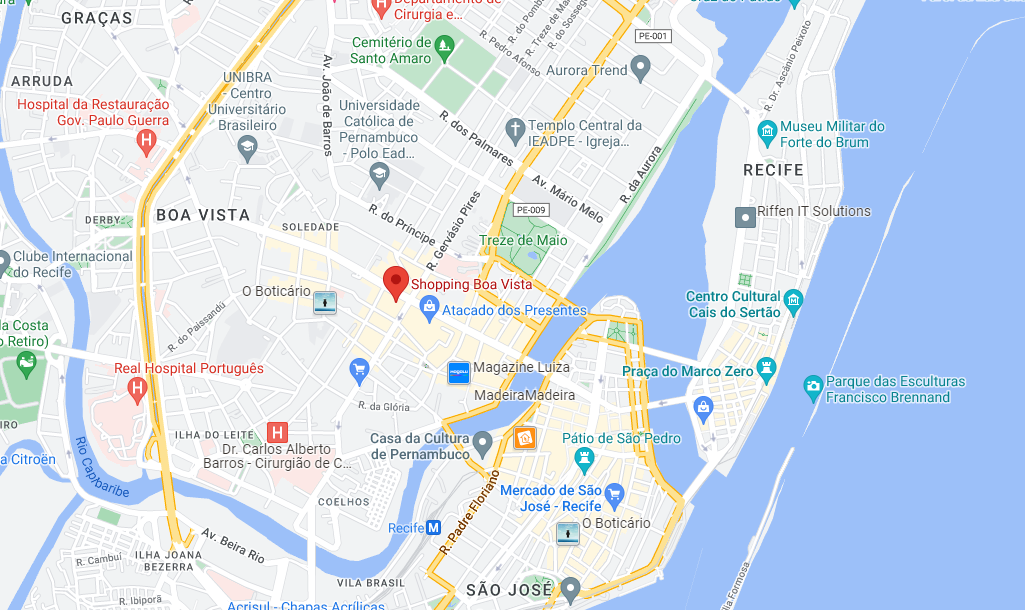 GRAÇAS
Departamento de
Cirurgia e...
R. do Pombal
R. Treze de Maio
R. do Sossego
Cemitério de
Santo Amaro
R. Pedro Afonso
PE-001
Aurora Trend
R. Dr. Ascânio Peixoto
ARRUDA
UNIBRA
- Centro
Universitário
Brasileiro
Av. João de Barros
Hospital da Restauração
Gov. Paulo Guerra
Universidade
Católica de
Pernambuco
- Polo Ead...
R. dos Palmares
Templo Central da
IEADPE - Igreja...
Museu Militar do
Forte do Brum
R. da Aurora
RECIFE
Av. Mário Melo
PE-009
Riffen IT Solutions
DERBY
BOA VISTA
SOLEDADE
R. do Príncipe
R. Gervásio Pires
Treze de Maio
Clube Internacional
do Recife
Shopping Boa Vista
O Boticário
Atacado dos Presentes
Centro Cultural
Cais do Sertão
R. do Paissandú
la Costa
o Retiro)
Real Hospital Português
Magazine Luiza
Praça do Marco Zero
Parque das Esculturas
Francisco Brennand
MadeiraMadeira
R. da Glória
ILHA DO LEITE
Dr. Carlos Alberto
Barros - Cirurgião de C...
Casa da Cultura
de Pernambuco
Pátio de São Pedro
Citroën
Rio Capibaribe
COELHOS
R. Padre Floriano
Mercado de São
José - Recife
O Boticário
Recife
M
Av. Beira Rio
R. Cambuí
ILHA JOANA
BEZERRA
VILA BRASIL
SÃO JOSÉ
R. Ibiporã
Acrisul - Chapas Acrílicas
Formosa